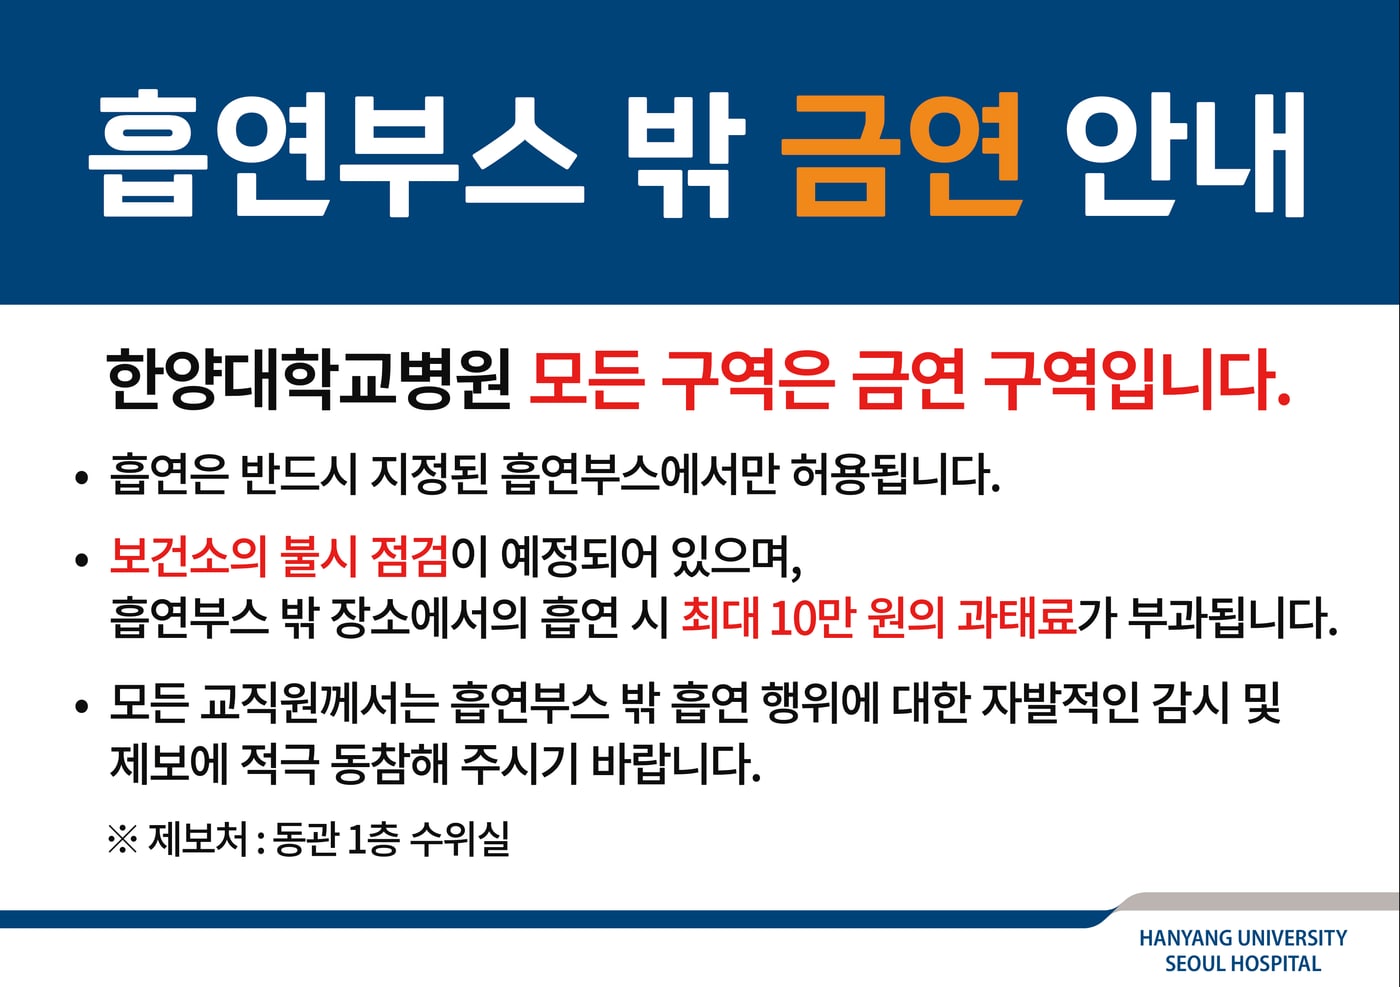 흡연부스 밖 금연 안내
한양대학교병원 모든 구역은 금연 구역입니다.
• 흡연은 반드시 지정된 흡연부스에서만 허용됩니다.
• 보건소의 불시 점검이 예정되어 있으며,
흡연부스 밖 장소에서의 흡연 시 최대 10만 원의 과태료가 부과됩니다.
• 모든 교직원께서는 흡연부스 밖 흡연 행위에 대한 자발적인 감시 및
제보에 적극 동참해 주시기 바랍니다.
※ 제보처 : 동관 1층 수위실
HANYANG UNIVERSITY
SEOUL HOSPITAL